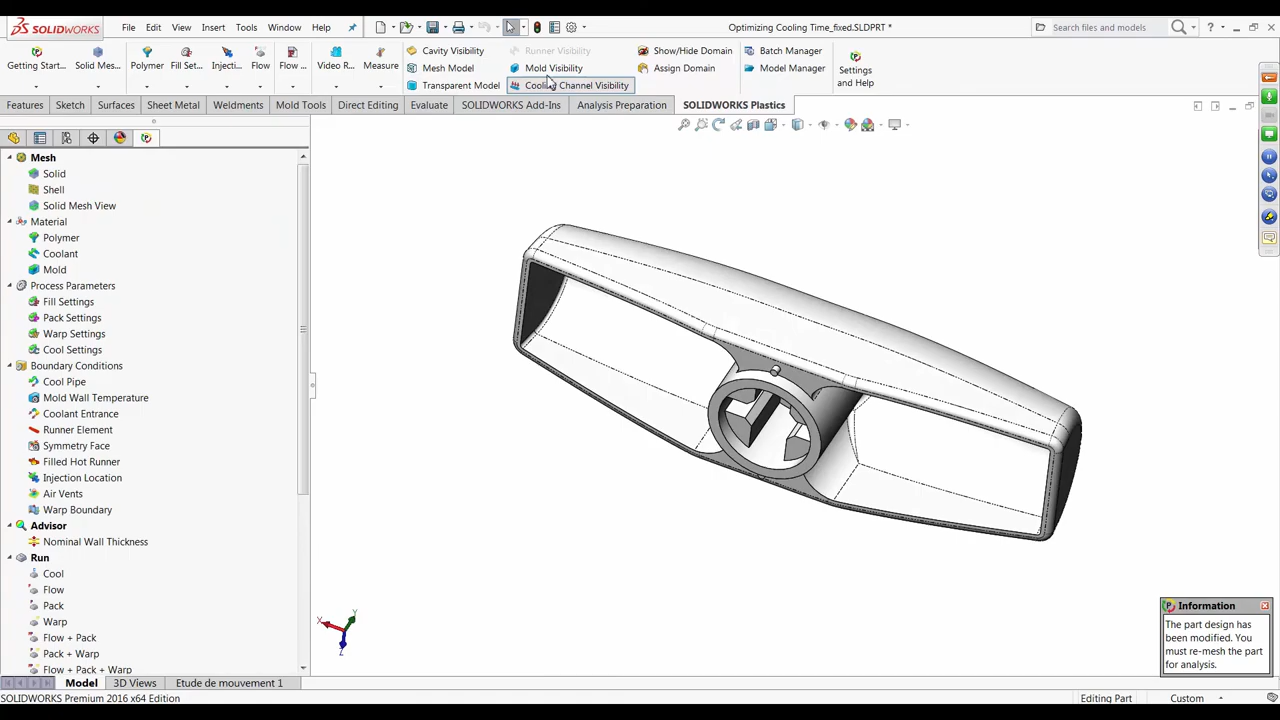 SOLIDWORKS File Edit View Insert Tools Window Help Optimizing Cooling Time_fixed.SLDPRT * Search files and models ?
Getting Start... Solid Mes... Polymer Fill Set... Injecti... Flow Flow ... Video R... Measure
Cavity Visibility Runner Visibility Show/Hide Domain Batch Manager
Mesh Model Mold Visibility Assign Domain Model Manager
Transparent Model Cooling Channel Visibility
Settings
and Help
Features Sketch Surfaces Sheet Metal Weldments Mold Tools Direct Editing Evaluate SOLIDWORKS Add-Ins Analysis Preparation SOLIDWORKS Plastics
Mesh
Solid
Shell
Solid Mesh View
Material
Polymer
Coolant
Mold
Process Parameters
Fill Settings
Pack Settings
Warp Settings
Cool Settings
Boundary Conditions
Cool Pipe
Mold Wall Temperature
Coolant Entrance
Runner Element
Symmetry Face
Filled Hot Runner
Injection Location
Air Vents
Warp Boundary
Advisor
Nominal Wall Thickness
Run
Cool
Flow
Pack
Warp
Flow + Pack
Pack + Warp
Flow + Pack + Warp
X Y Z
Information
The part design has
been modified. You
must re-mesh the part
for analysis.
Model 3D Views Etude de mouvement 1
SOLIDWORKS Premium 2016 x64 Edition Editing Part Custom